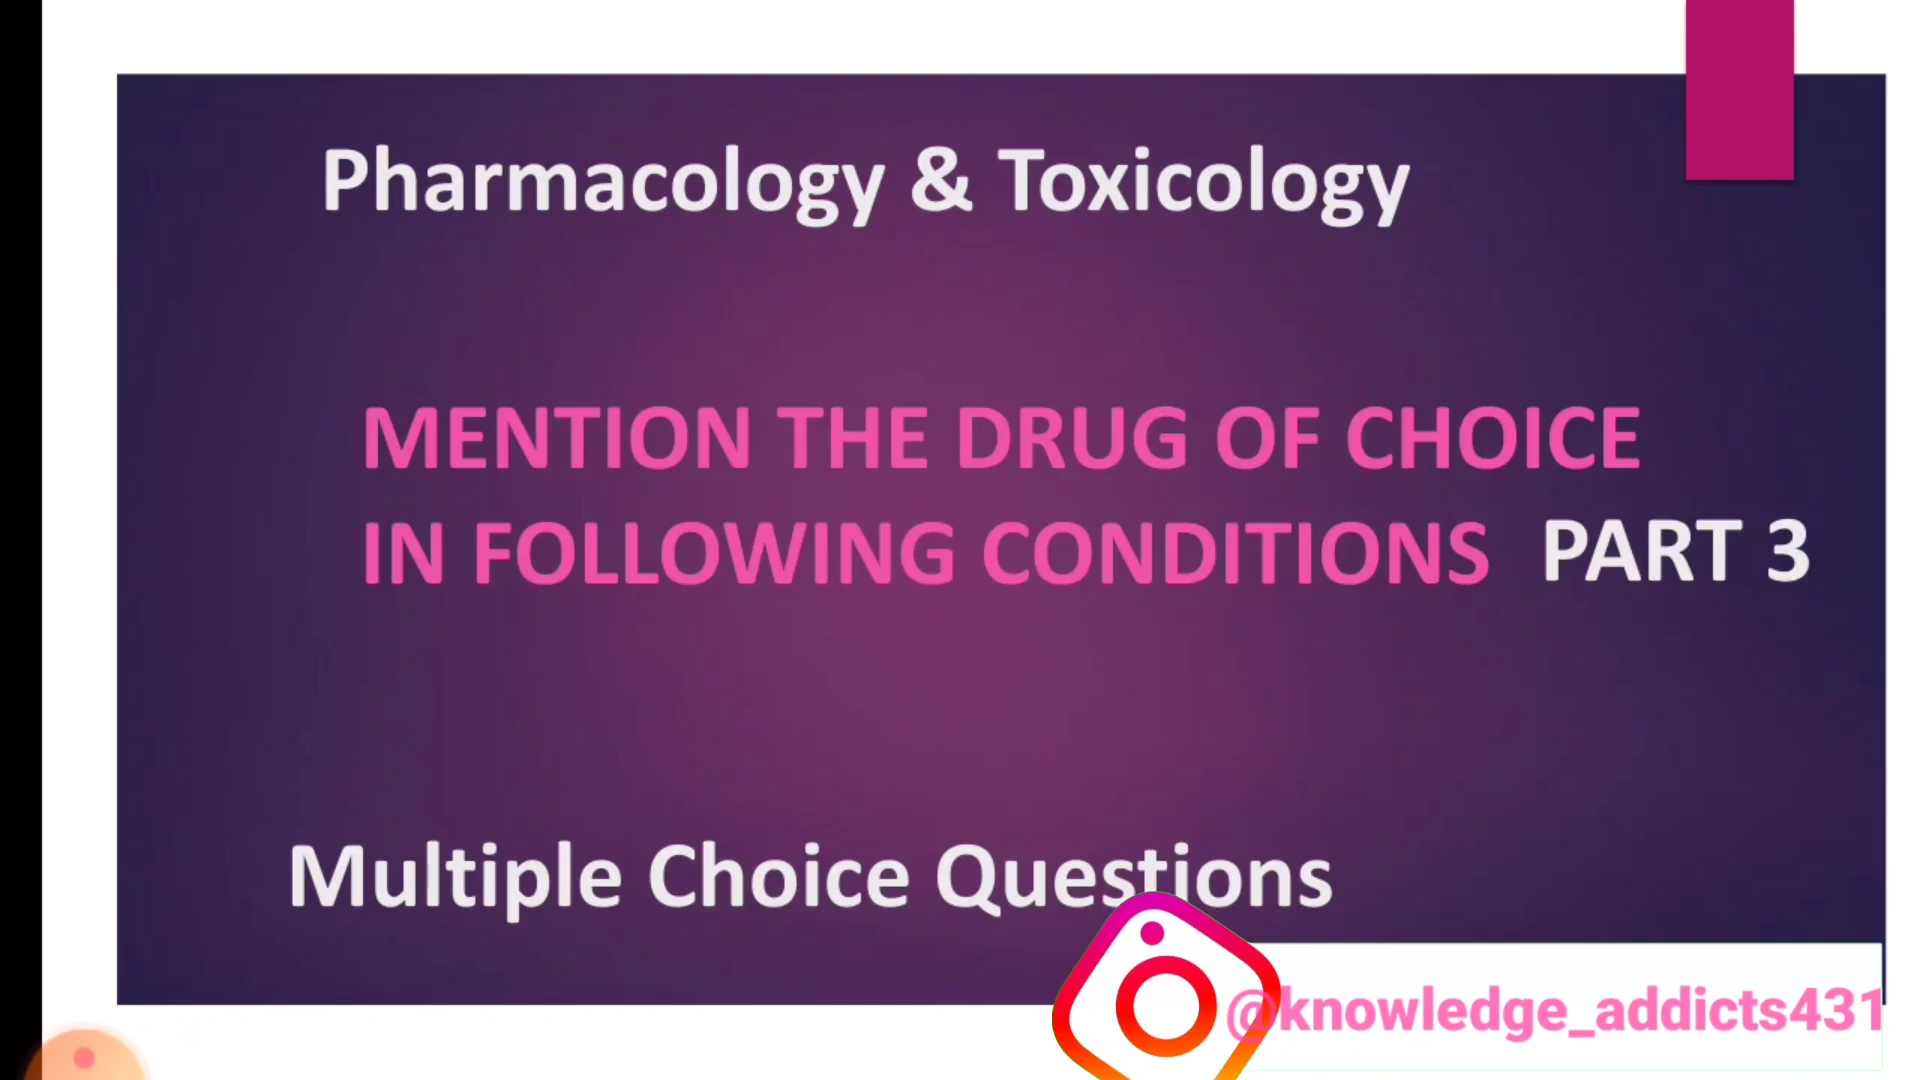 Pharmacology & Toxicology
MENTION THE DRUG OF CHOICE
IN FOLLOWING CONDITIONS PART 3
Multiple Choice Questions
@knowledge_addicts431